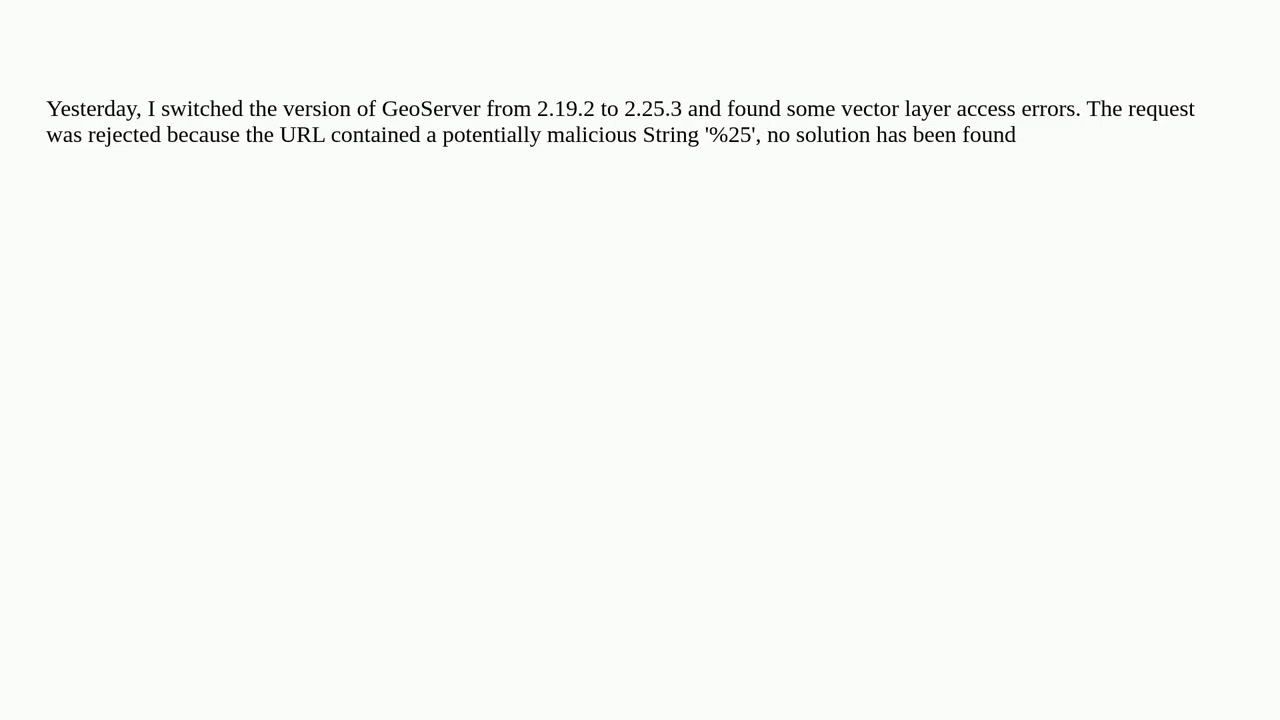 Yesterday, I switched the version of GeoServer from 2.19.2 to 2.25.3 and found some vector layer access errors. The request
was rejected because the URL contained a potentially malicious String '%25', no solution has been found